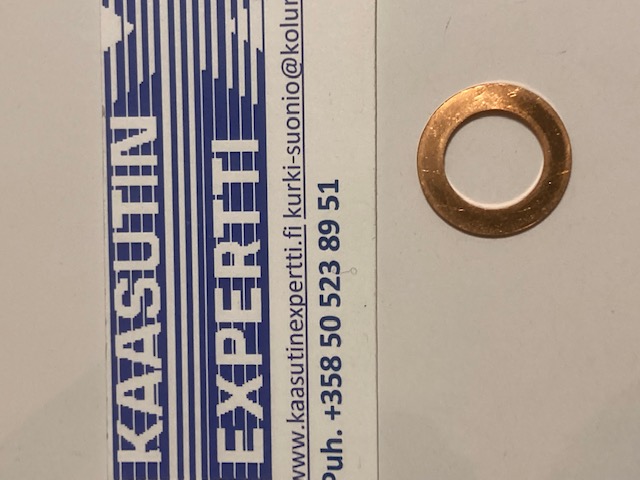 KAASUTIN
EXPERTTI
www.kaasutinexpertti.fi kurki-suonio@kolum
Puh. +358 50 523 89 51